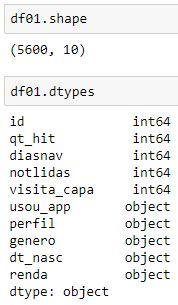 df01.shape
(5600, 10)
df01.dtypes
id int64
qt_hit int64
diasnav int64
notlidas int64
visita_capa int64
usou_app object
perfil object
genero object
dt_nasc object
renda object
dtype: object